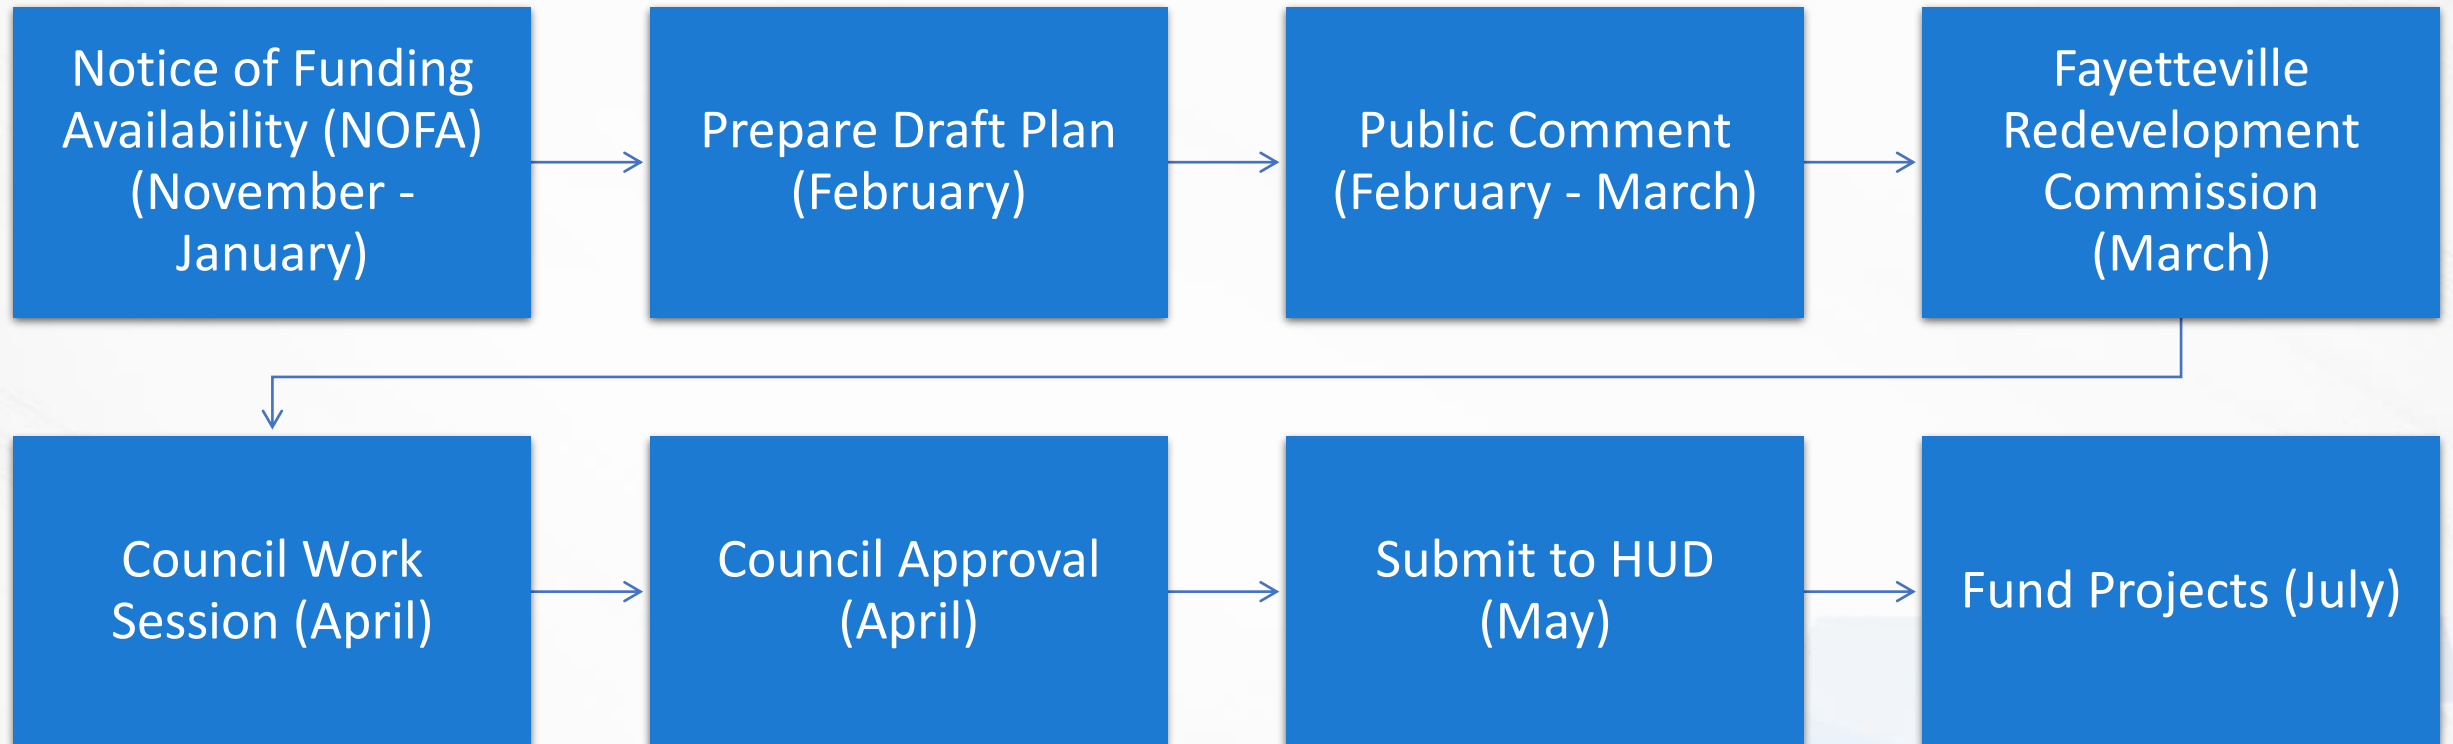 Notice of Funding
Availability (NOFA)
(November -
January)
Prepare Draft Plan
(February)
Public Comment
(February - March)
Fayetteville
Redevelopment
Commission
(March)
Council Work
Session (April)
Council Approval
(April)
Submit to HUD
(May)
Fund Projects (July)